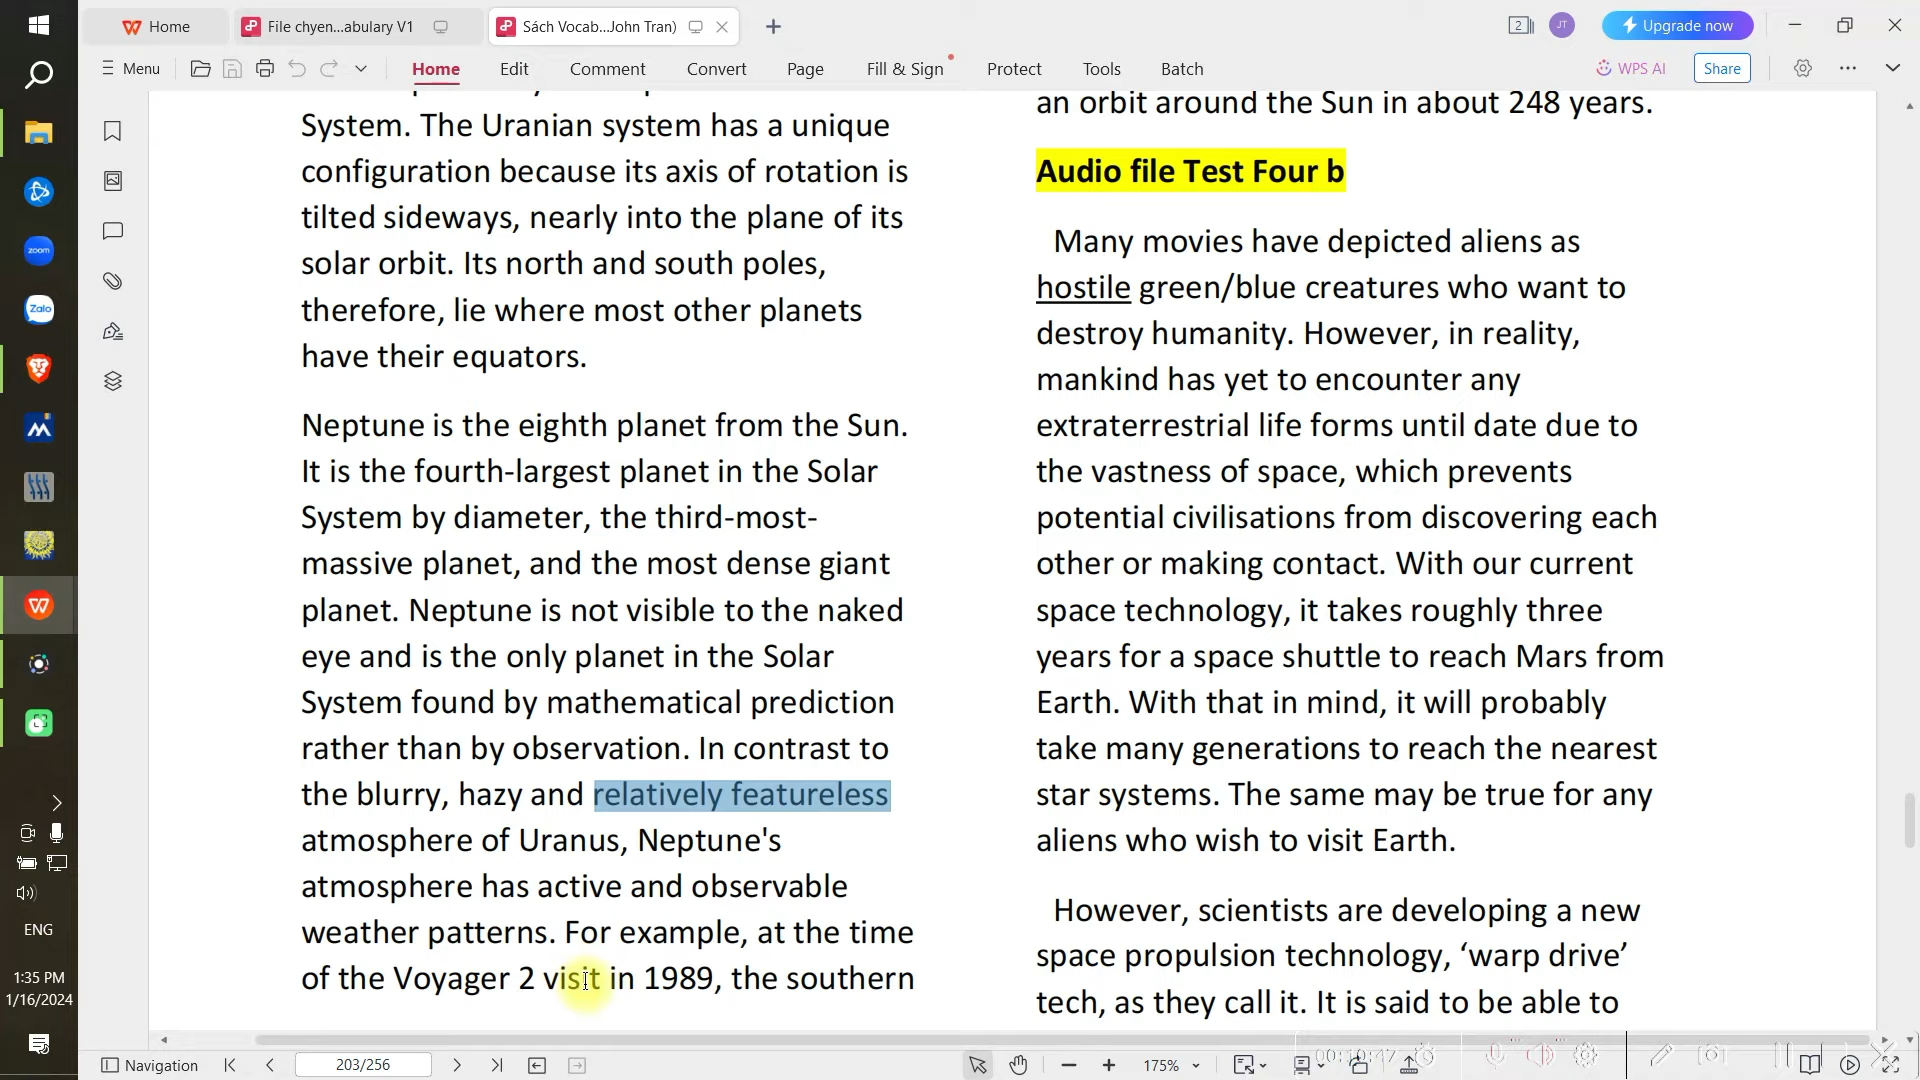 Home
File chyen...abulary V1
Sách Vocab...John Tran)
2
JT
Upgrade now
Menu
Home
Edit
Comment
Convert
Page
Fill & Sign
Protect
Tools
Batch
WPS AI
Share
System. The Uranian system has a unique
configuration because its axis of rotation is
tilted sideways, nearly into the plane of its
solar orbit. Its north and south poles,
therefore, lie where most other planets
have their equators.
Neptune is the eighth planet from the Sun.
It is the fourth-largest planet in the Solar
System by diameter, the third-most-
massive planet, and the most dense giant
planet. Neptune is not visible to the naked
eye and is the only planet in the Solar
System found by mathematical prediction
rather than by observation. In contrast to
the blurry, hazy and relatively featureless
atmosphere of Uranus, Neptune's
atmosphere has active and observable
weather patterns. For example, at the time
of the Voyager 2 visit in 1989, the southern
an orbit around the Sun in about 248 years.
Audio file Test Four b
Many movies have depicted aliens as
hostile green/blue creatures who want to
destroy humanity. However, in reality,
mankind has yet to encounter any
extraterrestrial life forms until date due to
the vastness of space, which prevents
potential civilisations from discovering each
other or making contact. With our current
space technology, it takes roughly three
years for a space shuttle to reach Mars from
Earth. With that in mind, it will probably
take many generations to reach the nearest
star systems. The same may be true for any
aliens who wish to visit Earth.
However, scientists are developing a new
space propulsion technology, ‘warp drive’
tech, as they call it. It is said to be able to
zoom
Zalo
ENG
1:35 PM
1/16/2024
Navigation
203/256
175%